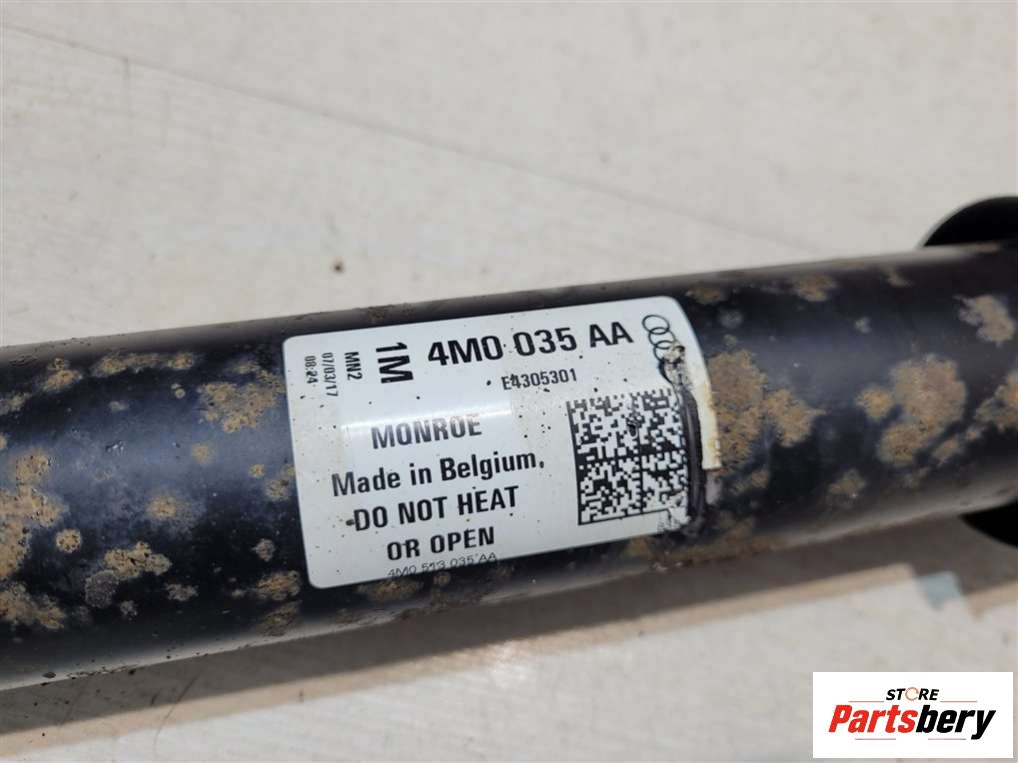 1M 4M0 035 AA
E4305301
MN2
07/03/17
08:24
MONROE
Made in Belgium,
DO NOT HEAT
OR OPEN
4M0 513 035 AA
STORE
Partsbery